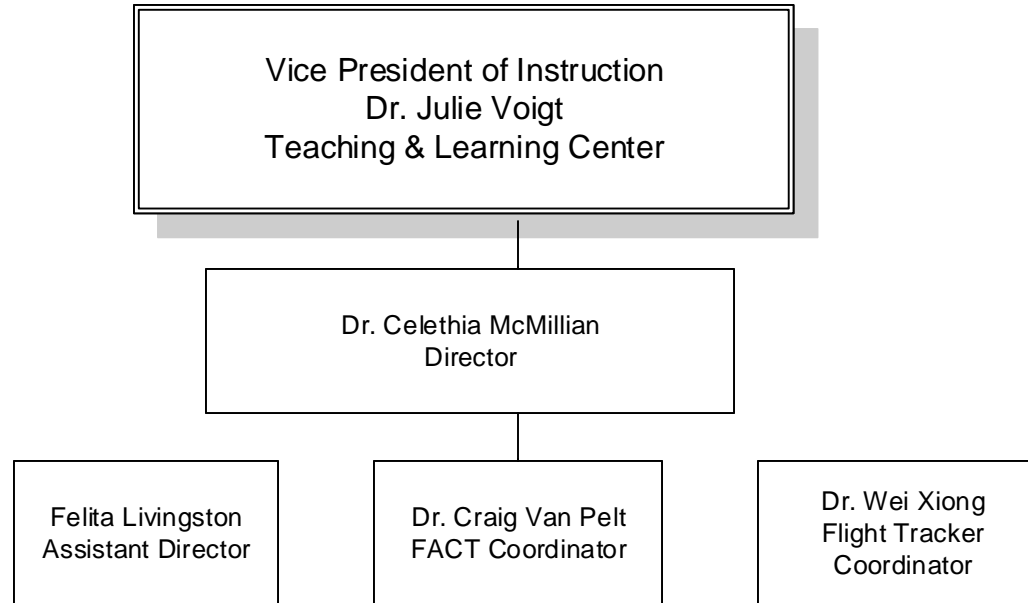 Vice President of Instruction
Dr. Julie Voigt
Teaching & Learning Center
Dr. Celethia McMillian
Director
Felita Livingston
Assistant Director
Dr. Craig Van Pelt
FACT Coordinator
Dr. Wei Xiong
Flight Tracker
Coordinator